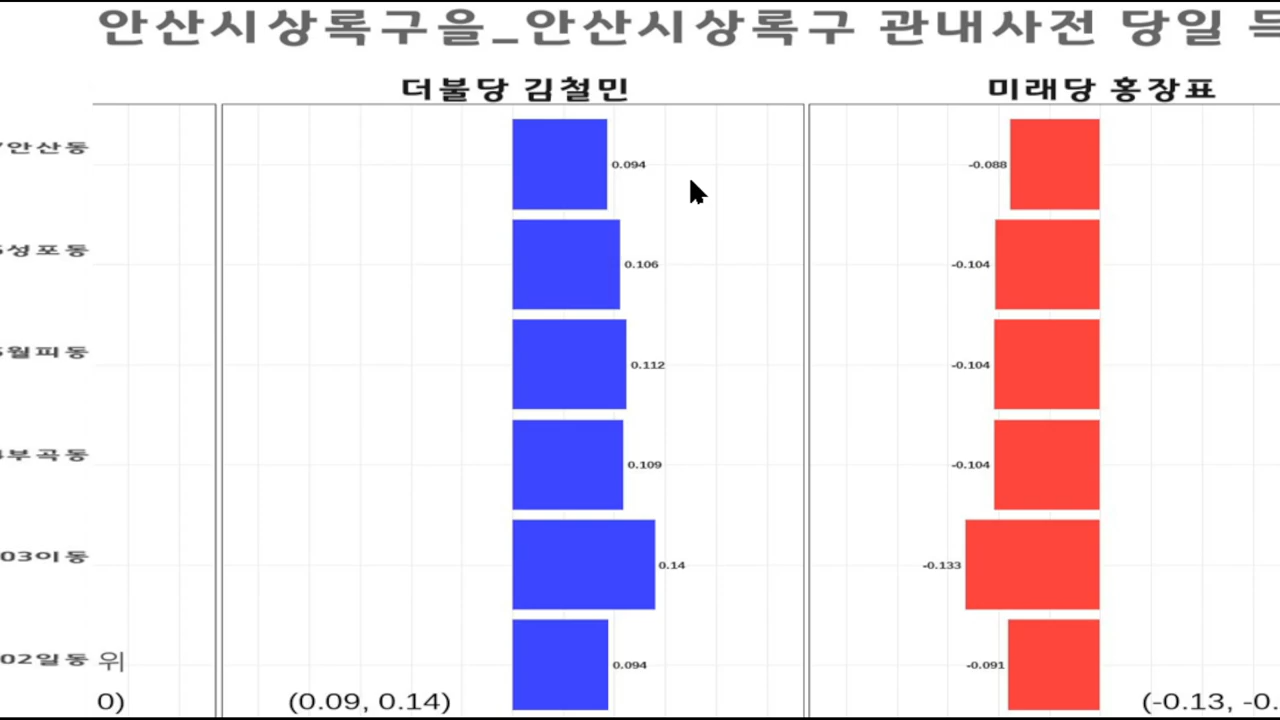 안산시상록구을_안산시상록구 관내사전 당일 득
더불당 김철민
미래당 홍장표
안산동
0.094
-0.088
성포동
0.106
-0.104
월피동
0.112
-0.104
부곡동
0.109
-0.104
03이동
0.14
-0.133
02일동
위
0.094
-0.091
0)
(0.09, 0.14)
(-0.13, -0.